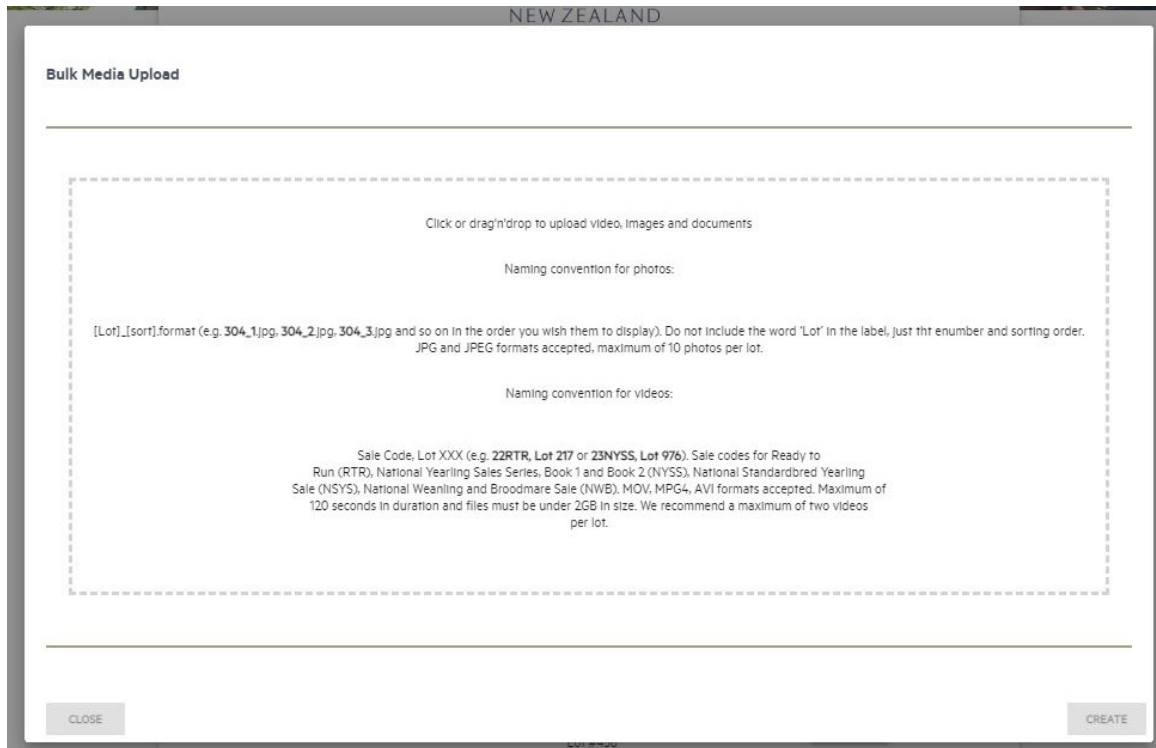 NEW ZEALAND
Bulk Media Upload
Click or drag'n'drop to upload video, images and documents
Naming convention for photos:
[Lot]_[sort].format (e.g. 304_1.jpg, 304_2.jpg, 304_3.jpg and so on in the order you wish them to display). Do not include the word 'Lot' in the label, just tht enumber and sorting order.
JPG and JPEG formats accepted, maximum of 10 photos per lot.
Naming convention for videos:
Sale Code, Lot XXX (e.g. 22RTR, Lot 217 or 23NYSS, Lot 976). Sale codes for Ready to
Run (RTR), National Yearling Sales Series, Book 1 and Book 2 (NYSS), National Standardbred Yearling
Sale (NSYS), National Weanling and Broodmare Sale (NWB). MOV, MPG4, AVI formats accepted. Maximum of
120 seconds in duration and files must be under 2GB in size. We recommend a maximum of two videos
per lot.
CLOSE
CREATE